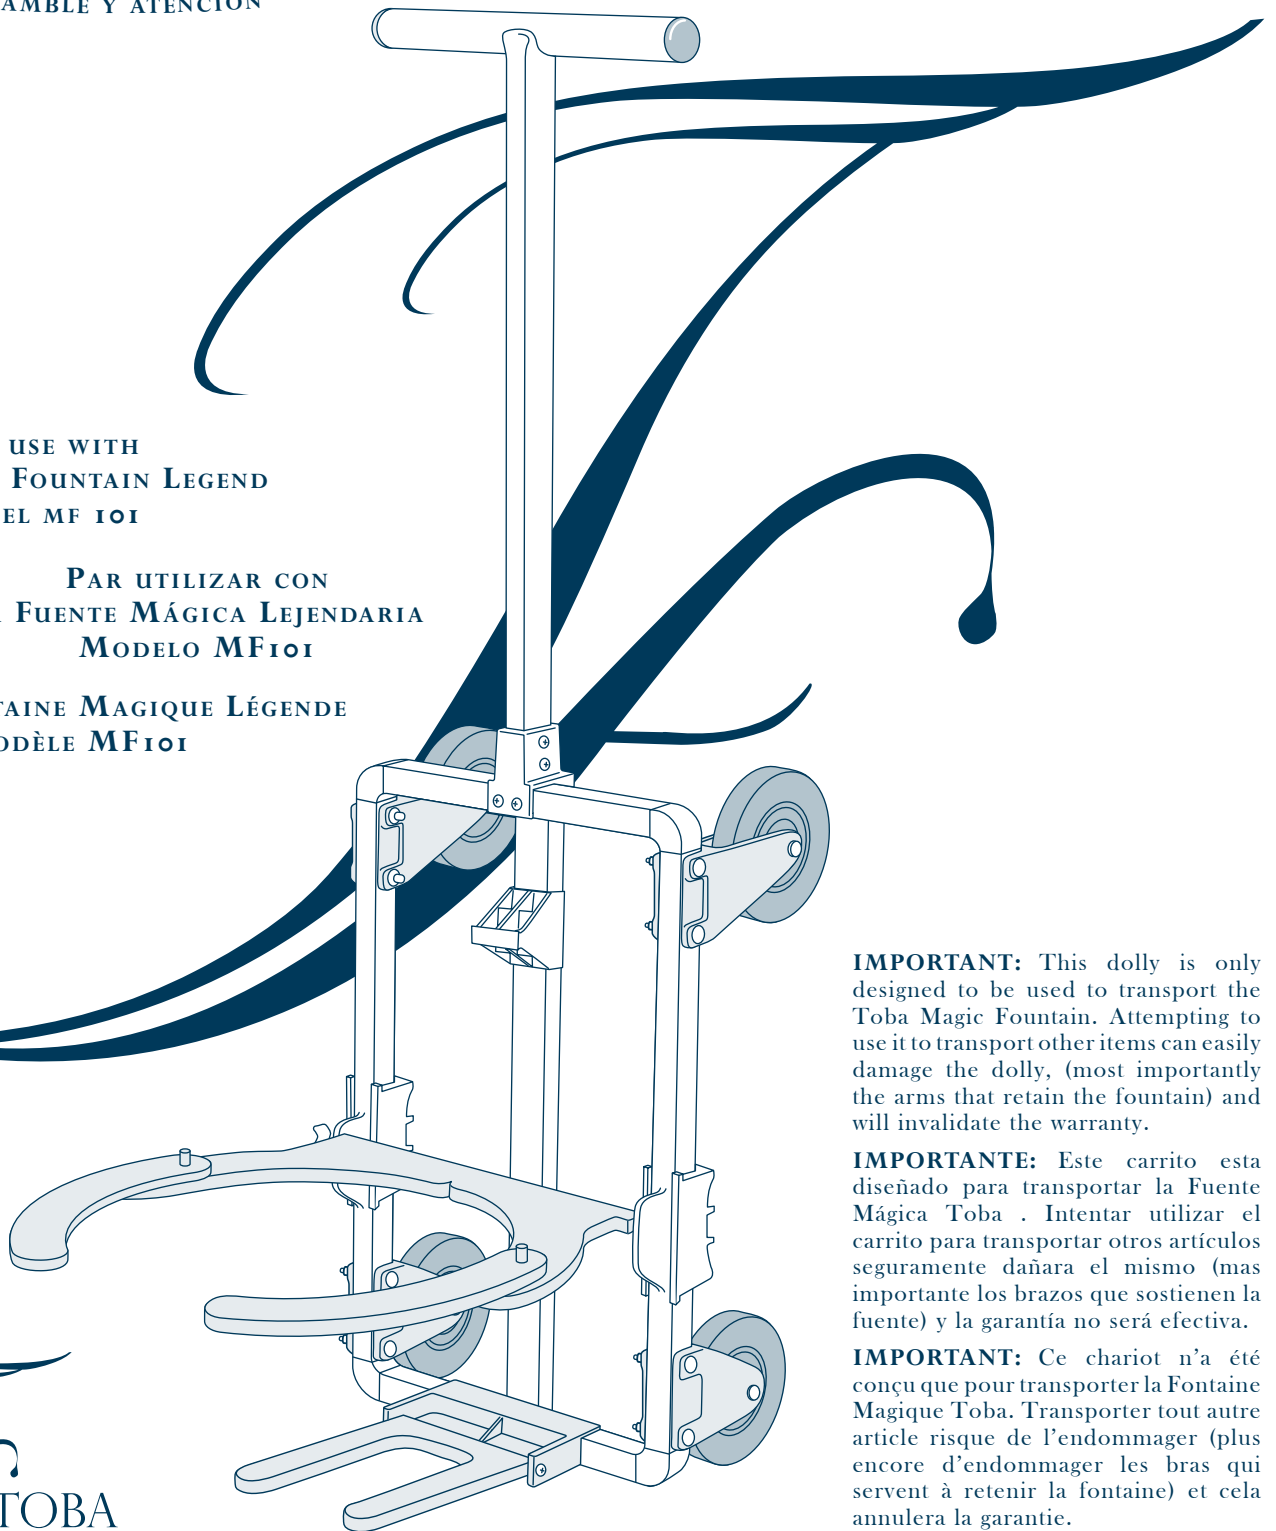 AMBLE Y ATENCIÓN
USE WITH
FOUNTAIN LEGEND
EL MF 101
PAR UTILIZAR CON
FUENTE MÁGICA LEJENDARIA
MODELO MF101
TAINE MAGIQUE LÉGENDE
ODÈLE MF101
IMPORTANT: This dolly is only
designed to be used to transport the
Toba Magic Fountain. Attempting to
use it to transport other items can easily
damage the dolly, (most importantly
the arms that retain the fountain) and
will invalidate the warranty.
IMPORTANTE: Este carrito esta
diseñado para transportar la Fuente
Mágica Toba . Intentar utilizar el
carrito para transportar otros artículos
seguramente dañara el mismo (mas
importante los brazos que sostienen la
fuente) y la garantía no será efectiva.
IMPORTANT: Ce chariot n’a été
conçu que pour transporter la Fontaine
Magique Toba. Transporter tout autre
article risque de l’endommager (plus
encore d’endommager les bras qui
servent à retenir la fontaine) et cela
annulera la garantie.
TOBA